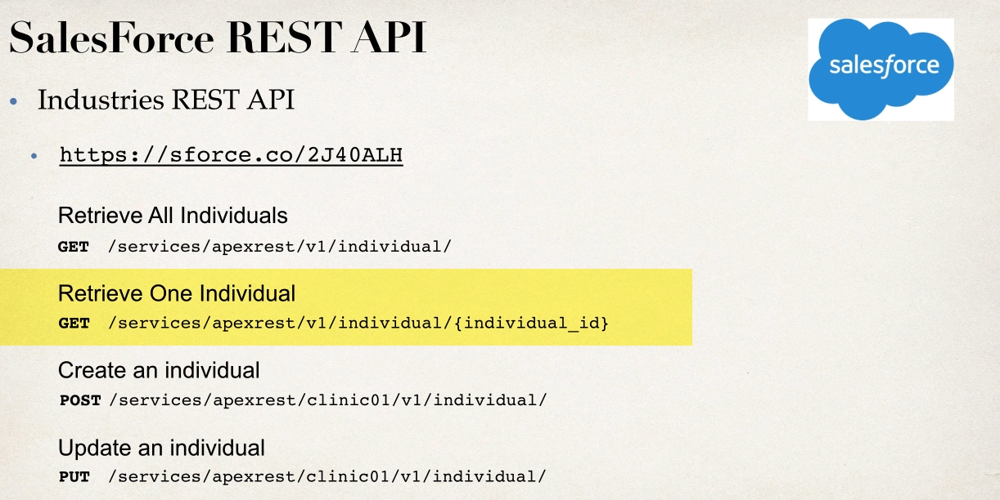 SalesForce REST API
salesforce
Industries REST API
https://sforce.co/2J40ALH
Retrieve All Individuals
GET /services/apexrest/v1/individual/
Retrieve One Individual
GET /services/apexrest/v1/individual/{individual_id}
Create an individual
POST /services/apexrest/clinic01/v1/individual/
Update an individual
PUT /services/apexrest/clinic01/v1/individual/